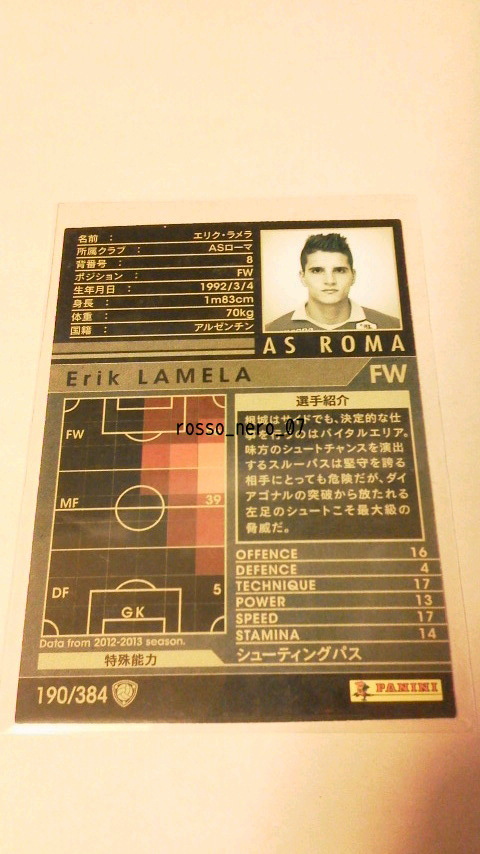 名前 ： エリク・ラメラ
所属クラブ ： ASローマ
背番号 ： 8
ポジション ： FW
生年月日 ： 1992/3/4
身長 ： 1m83cm
体重 ： 70kg
国籍 ： アルゼンチン
AS ROMA
Erik LAMELA FW
FW
MF 39
DF 5
GK
Data from 2012-2013 season.
選手紹介
rosso_nero_07
味方のシュートチャンスを演出
するスルーパスは堅守を誇る
相手にとっても危険だが、ダイ
アゴナルの突破から放たれる
左足のシュートこそ最大級の
脅威だ。
OFFENCE 16
DEFENCE 4
TECHNIQUE 17
POWER 13
SPEED 17
STAMINA 14
特殊能力 シューティングパス
190/384 PANINI